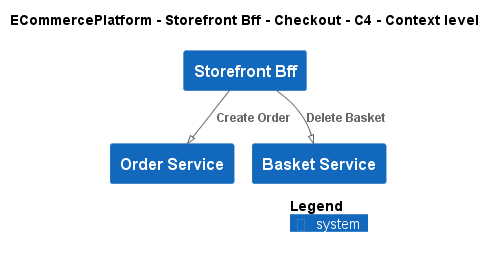 ECommercePlatform - Storefront Bff - Checkout - C4 - Context level
Storefront Bff
Create Order
Delete Basket
Order Service
Basket Service
Legend
system